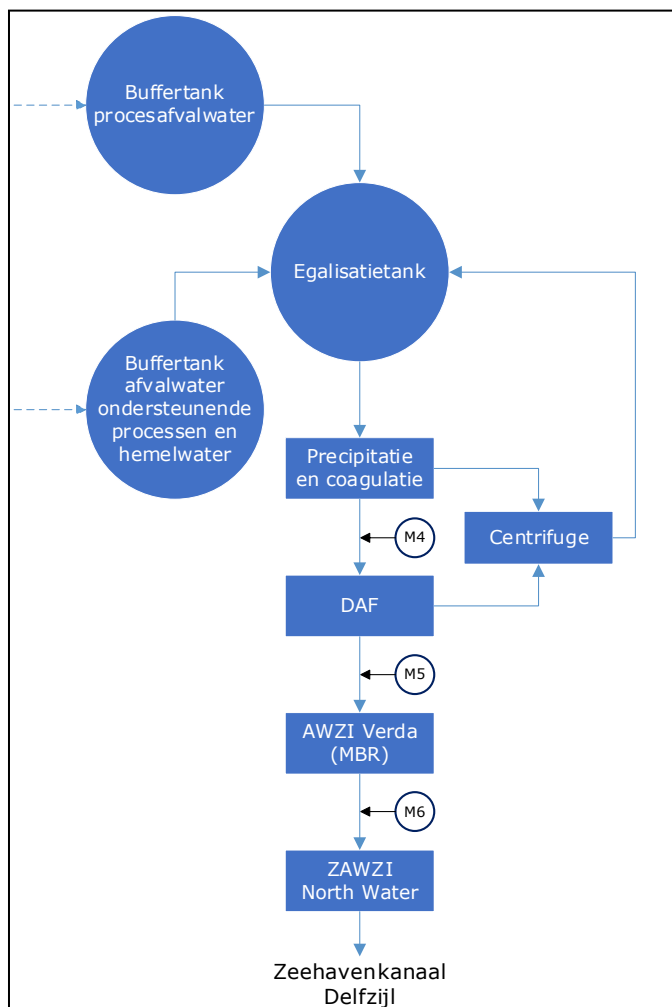 Buffertank
procesafvalwater
Egalisatietank
Buffertank
afvalwater
ondersteunende
processen en
hemelwater
Precipitatie
en coagulatie
Centrifuge
M4
DAF
M5
AWZI Verda
(MBR)
M6
ZAWZI
North Water
Zeehavenkanaal
Delfzijl